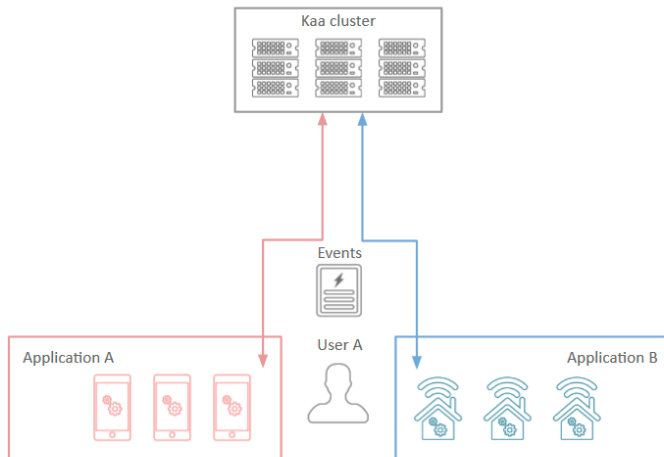 Kaa cluster
Events
User A
Application A
Application B